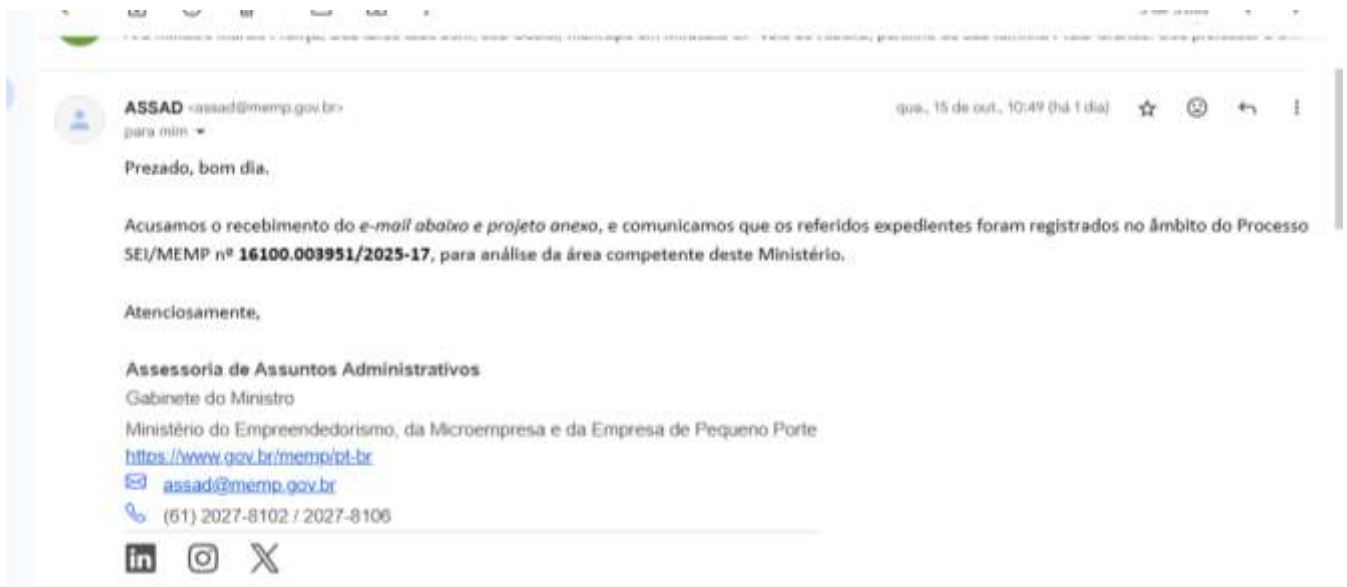 ASSAD <assad@memp.gov.br>
qua., 15 de out., 10:49 (há 1 dia)
para mim
Prezado, bom dia.
Acusamos o recebimento do e-mail abaixo e projeto anexo, e comunicamos que os referidos expedientes foram registrados no âmbito do Processo
SEI/MEMP nº 16100.003951/2025-17, para análise da área competente deste Ministério.
Atenciosamente,
Assessoria de Assuntos Administrativos
Gabinete do Ministro
Ministério do Empreendedorismo, da Microempresa e da Empresa de Pequeno Porte
https://www.gov.br/memp/pt-br
assad@memp.gov.br
(61) 2027-8102 / 2027-8106